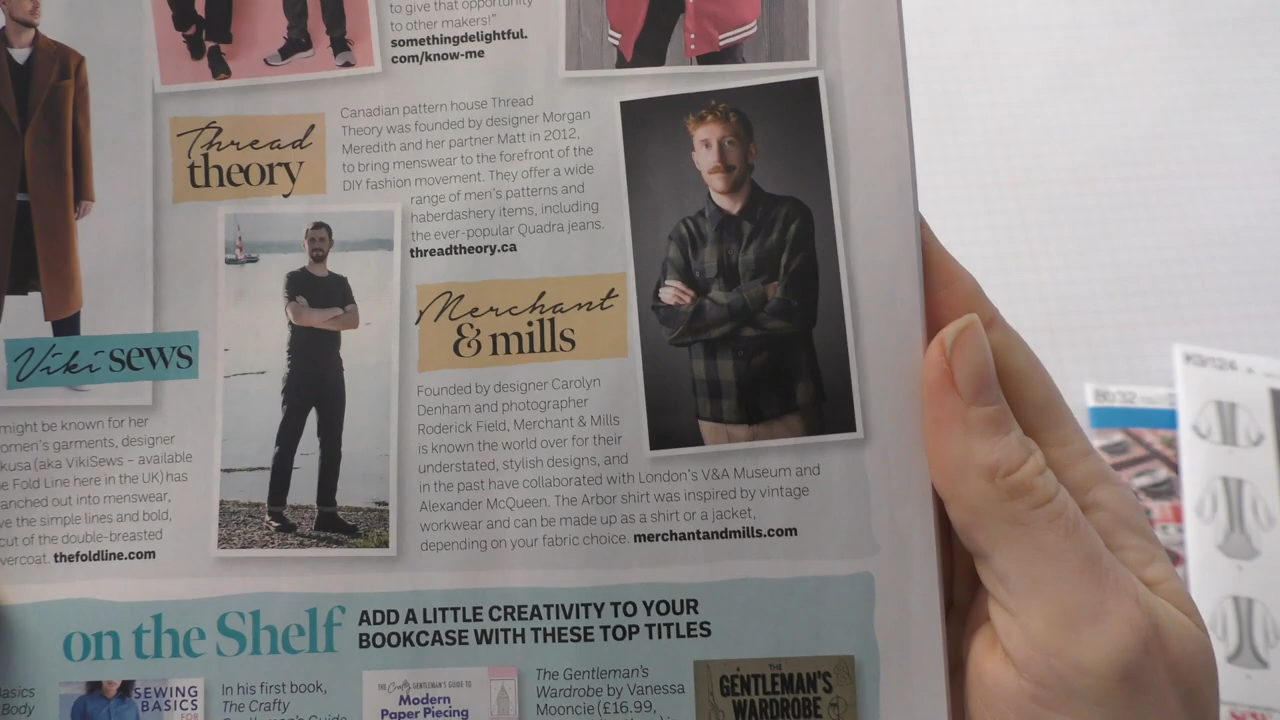 to give that opportunity
to other makers!"
somethingdelightful.
com/know-me
Thread
theory
Canadian pattern house Thread
Theory was founded by designer Morgan
Meredith and her partner Matt in 2012,
to bring menswear to the forefront of the
DIY fashion movement. They offer a wide
range of men's patterns and
haberdashery items, including
the ever-popular Quadra jeans.
threadtheory.ca
Merchant
& mills
Founded by designer Carolyn
Denham and photographer
Roderick Field, Merchant & Mills
is known the world over for their
understated, stylish designs, and
in the past have collaborated with London's V&A Museum and
Alexander McQueen. The Arbor shirt was inspired by vintage
workwear and can be made up as a shirt or a jacket,
depending on your fabric choice. merchantandmills.com
Viki sews
might be known for her
omen's garments, designer
kusa (aka VikiSews – available
e Fold Line here in the UK) has
anched out into menswear,
ve the simple lines and bold,
cut of the double-breasted
vercoat. thefoldline.com
on the Shelf
ADD A LITTLE CREATIVITY TO YOUR
BOOKCASE WITH THESE TOP TITLES
asics
Body
SEWING
BASICS
FOR
In his first book,
The Crafty
THE Crafty GENTLEMAN'S GUIDE TO
Modern
Paper Piecing
The Gentleman's
Wardrobe by Vanessa
Mooncie (£16.99,
THE
GENTLEMAN'S
WARDROBE